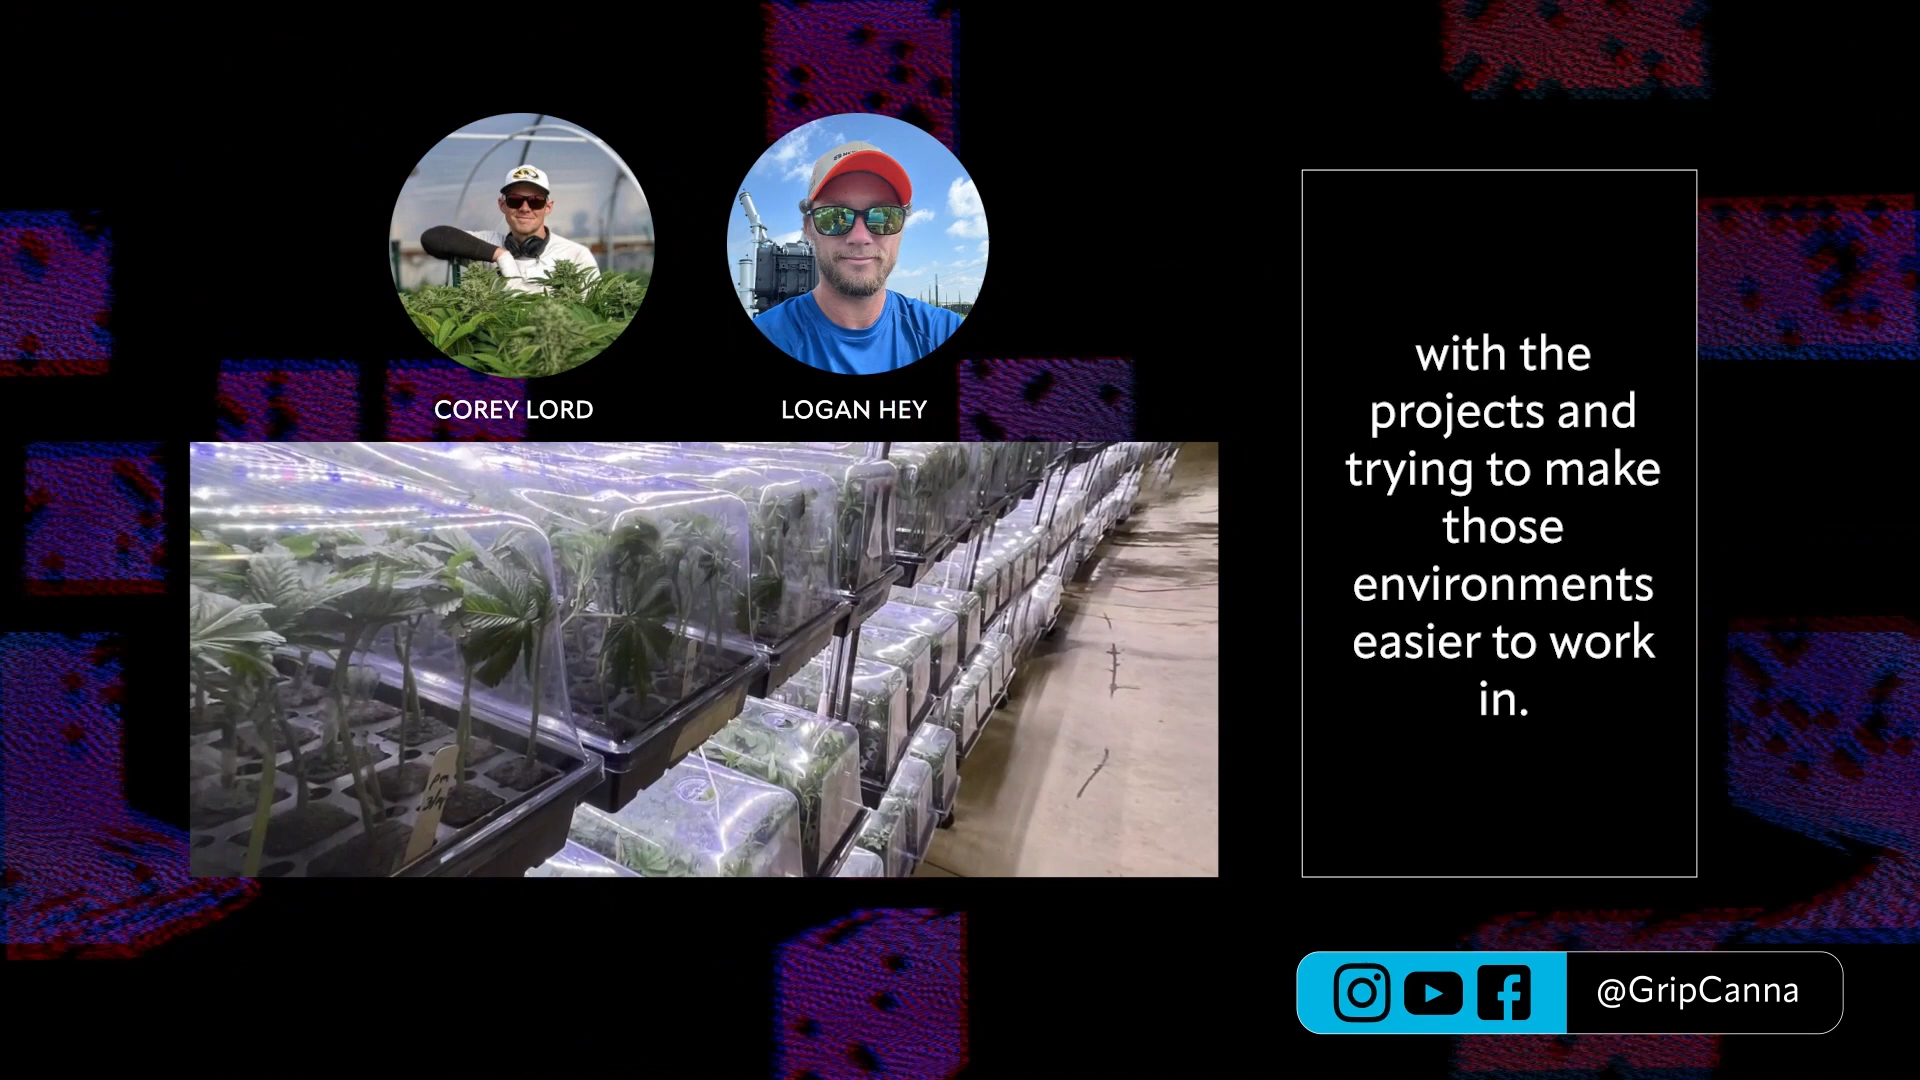 COREY LORD
LOGAN HEY
with the
projects and
trying to make
those
environments
easier to work
in.
@GripCanna